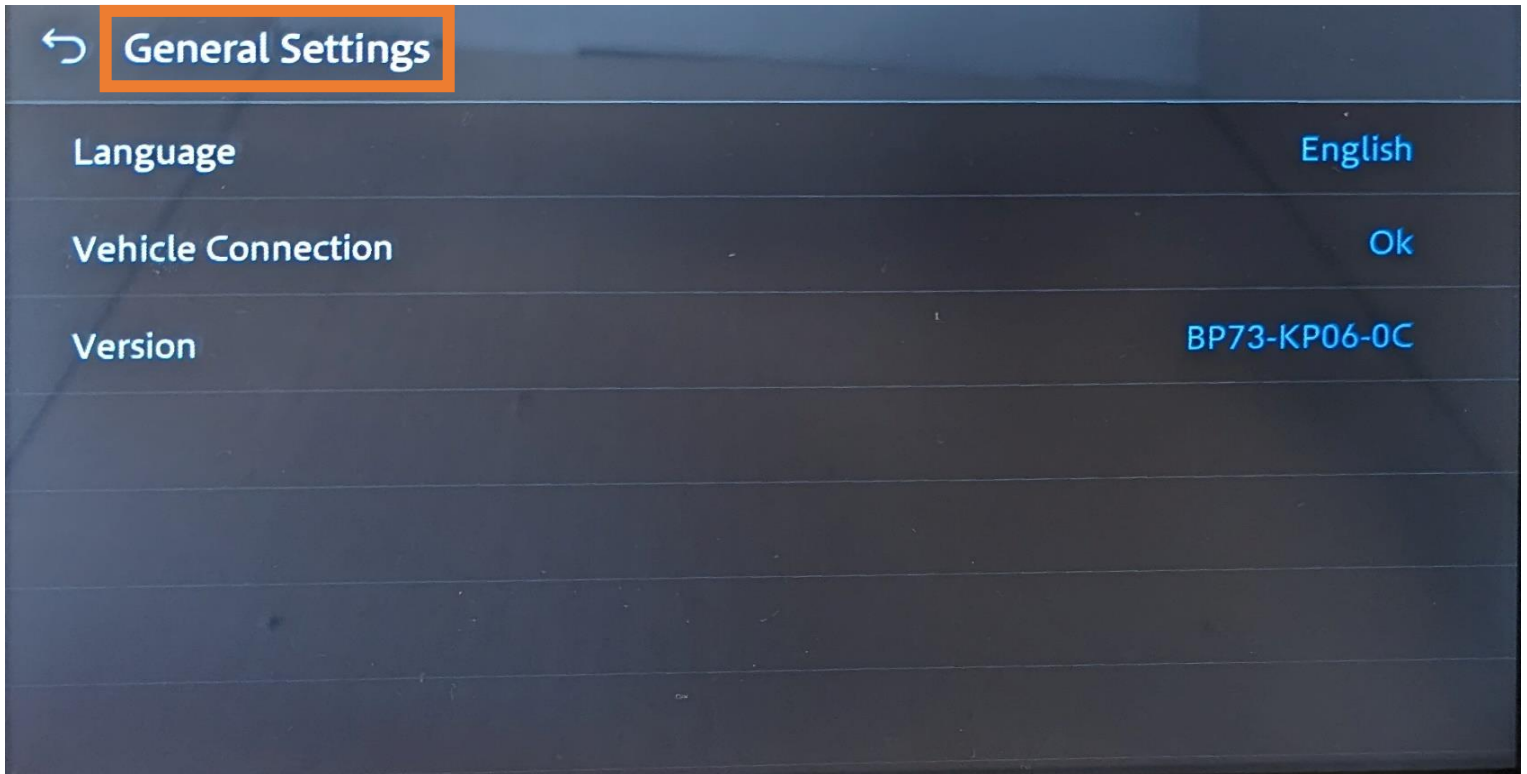 General Settings
Language English
Vehicle Connection Ok
Version BP73-KP06-0C